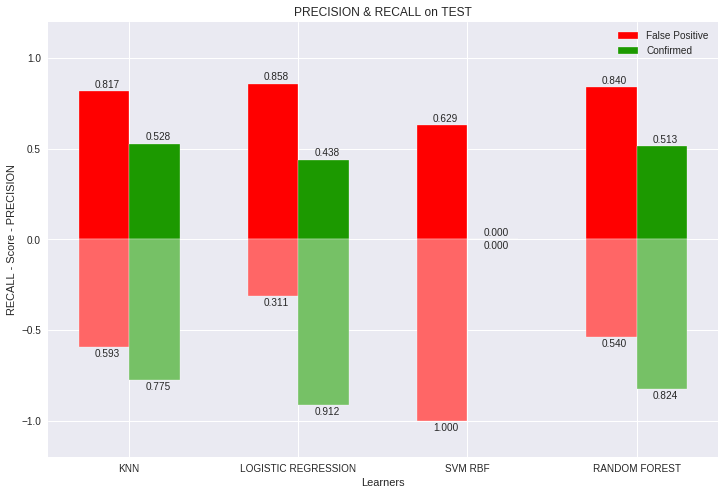 PRECISION & RECALL on TEST
False Positive
Confirmed
RECALL - Score - PRECISION
1.0
0.5
0.0
−0.5
−1.0
0.817
0.528
0.593
0.775
0.858
0.438
0.311
0.912
0.629
0.000
0.000
1.000
0.840
0.513
0.540
0.824
KNN
LOGISTIC REGRESSION
SVM RBF
RANDOM FOREST
Learners